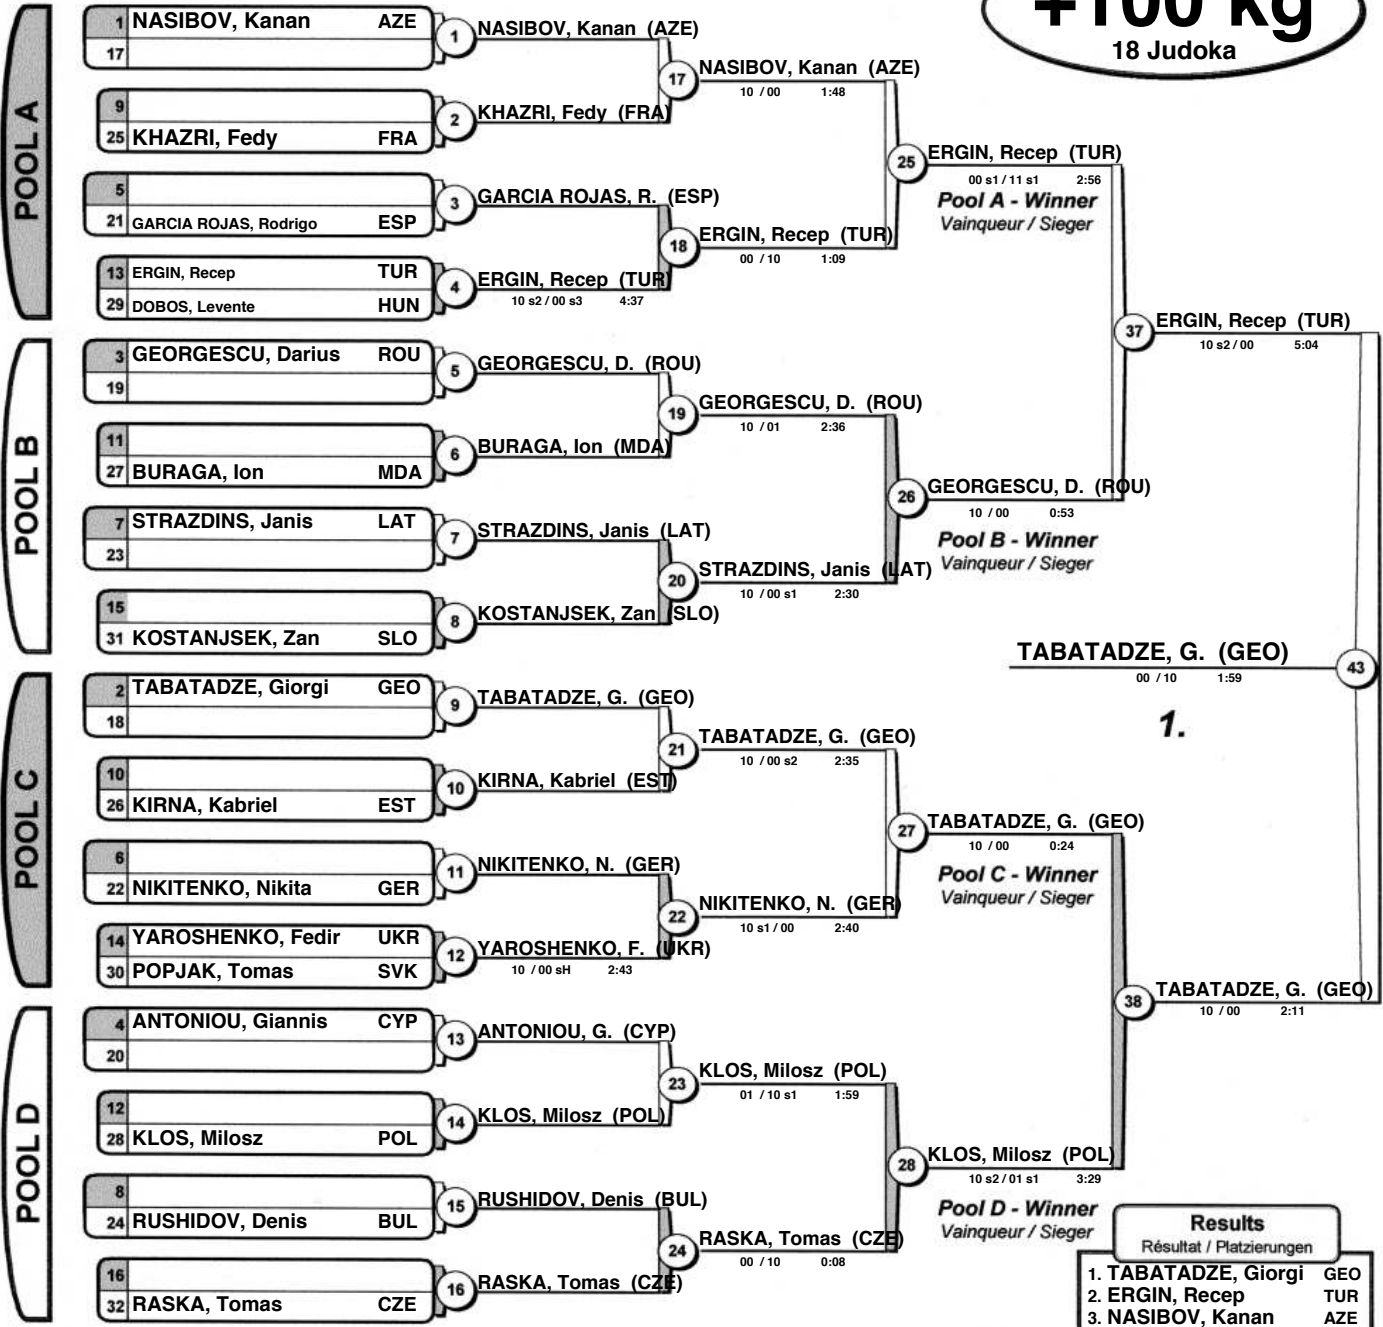 +100 kg
18 Judoka
POOL A
1 NASIBOV, Kanan AZE
17
1
NASIBOV, Kanan (AZE)
9
25 KHAZRI, Fedy FRA
2
KHAZRI, Fedy (FRA)
17
NASIBOV, Kanan (AZE)
10 / 00 1:48
5
21 GARCIA ROJAS, Rodrigo ESP
3
GARCIA ROJAS, R. (ESP)
13 ERGIN, Recep TUR
29 DOBOS, Levente HUN
4
ERGIN, Recep (TUR)
10 s2 / 00 s3 4:37
18
ERGIN, Recep (TUR)
00 / 10 1:09
25
ERGIN, Recep (TUR)
00 s1 / 11 s1 2:56
Pool A - Winner
Vainqueur / Sieger
POOL B
3 GEORGESCU, Darius ROU
19
5
GEORGESCU, D. (ROU)
11
27 BURAGA, Ion MDA
6
BURAGA, Ion (MDA)
19
GEORGESCU, D. (ROU)
10 / 01 2:36
7 STRAZDINS, Janis LAT
23
7
STRAZDINS, Janis (LAT)
15
31 KOSTANJSEK, Zan SLO
8
KOSTANJSEK, Zan (SLO)
20
STRAZDINS, Janis (LAT)
10 / 00 s1 2:30
26
GEORGESCU, D. (ROU)
10 / 00 0:53
Pool B - Winner
Vainqueur / Sieger
37
ERGIN, Recep (TUR)
10 s2 / 00 5:04
TABATADZE, G. (GEO)
00 / 10 1:59
43
1.
POOL C
2 TABATADZE, Giorgi GEO
18
9
TABATADZE, G. (GEO)
10
26 KIRNA, Kabriel EST
10
KIRNA, Kabriel (EST)
21
TABATADZE, G. (GEO)
10 / 00 s2 2:35
6
22 NIKITENKO, Nikita GER
11
NIKITENKO, N. (GER)
14 YAROSHENKO, Fedir UKR
30 POPJAK, Tomas SVK
12
YAROSHENKO, F. (UKR)
10 / 00 sH 2:43
22
NIKITENKO, N. (GER)
10 s1 / 00 2:40
27
TABATADZE, G. (GEO)
10 / 00 0:24
Pool C - Winner
Vainqueur / Sieger
POOL D
4 ANTONIOU, Giannis CYP
20
13
ANTONIOU, G. (CYP)
12
28 KLOS, Milosz POL
14
KLOS, Milosz (POL)
23
KLOS, Milosz (POL)
01 / 10 s1 1:59
8
24 RUSHIDOV, Denis BUL
15
RUSHIDOV, Denis (BUL)
16
32 RASKA, Tomas CZE
16
RASKA, Tomas (CZE)
24
RASKA, Tomas (CZE)
00 / 10 0:08
28
KLOS, Milosz (POL)
10 s2 / 01 s1 3:29
Pool D - Winner
Vainqueur / Sieger
38
TABATADZE, G. (GEO)
10 / 00 2:11
Results
Résultat / Platzierungen
1. TABATADZE, Giorgi GEO
2. ERGIN, Recep TUR
3. NASIBOV, Kanan AZE